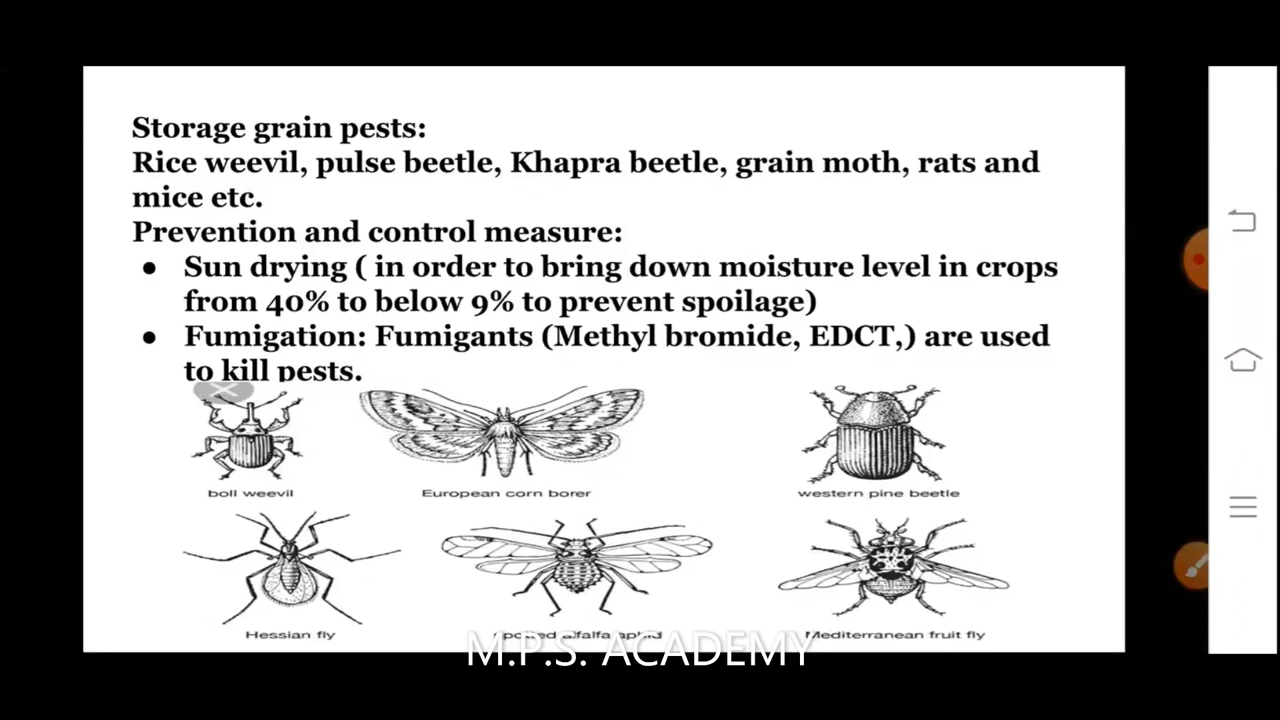 Storage grain pests:
Rice weevil, pulse beetle, Khapra beetle, grain moth, rats and
mice etc.
Prevention and control measure:
● Sun drying ( in order to bring down moisture level in crops
from 40% to below 9% to prevent spoilage)
● Fumigation: Fumigants (Methyl bromide, EDCT,) are used
to kill pests.
boll weevil European corn borer western pine beetle
Hessian fly spotted alfalfa aphid Mediterranean fruit fly
M.P.S. ACADEMY